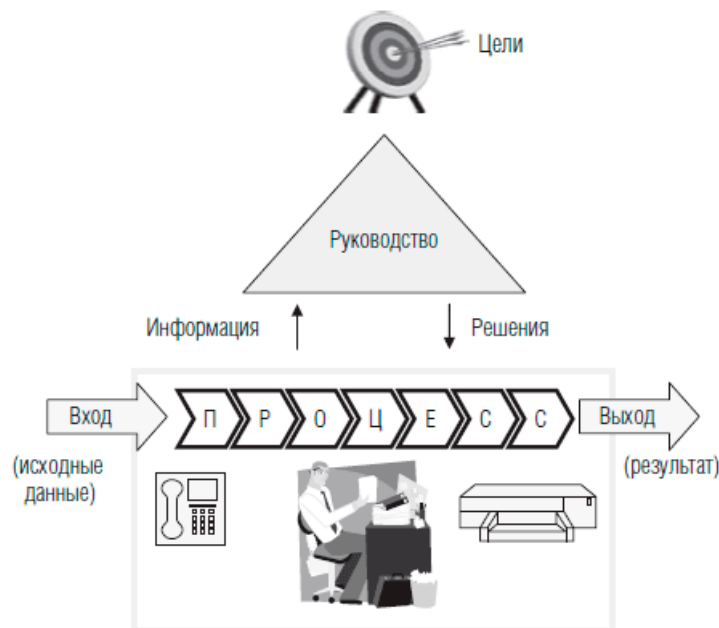 Цели
Руководство
Информация
Решения
Вход
П Р О Ц Е С С
Выход
(исходные
данные)
(результат)